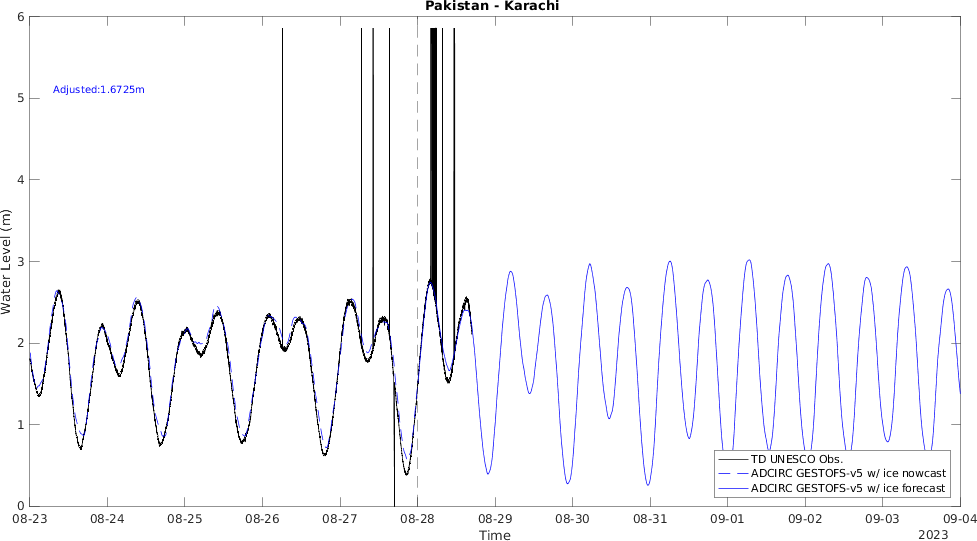 Pakistan - Karachi
6
5
4
3
2
1
0
Water Level (m)
Adjusted:1.6725m
TD UNESCO Obs.
ADCIRC GESTOFS-v5 w/ ice nowcast
ADCIRC GESTOFS-v5 w/ ice forecast
08-23 08-24 08-25 08-26 08-27 08-28 08-29 08-30 08-31 09-01 09-02 09-03 09-04
Time
2023